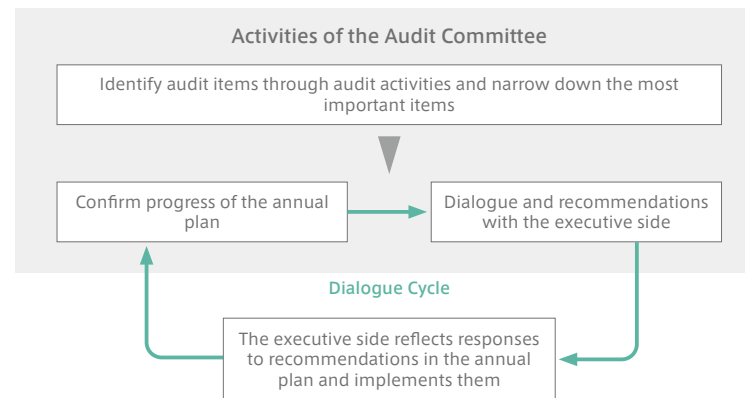 Activities of the Audit Committee
Identify audit items through audit activities and narrow down the most
important items
Confirm progress of the annual
plan
Dialogue and recommendations
with the executive side
Dialogue Cycle
The executive side reflects responses
to recommendations in the annual
plan and implements them